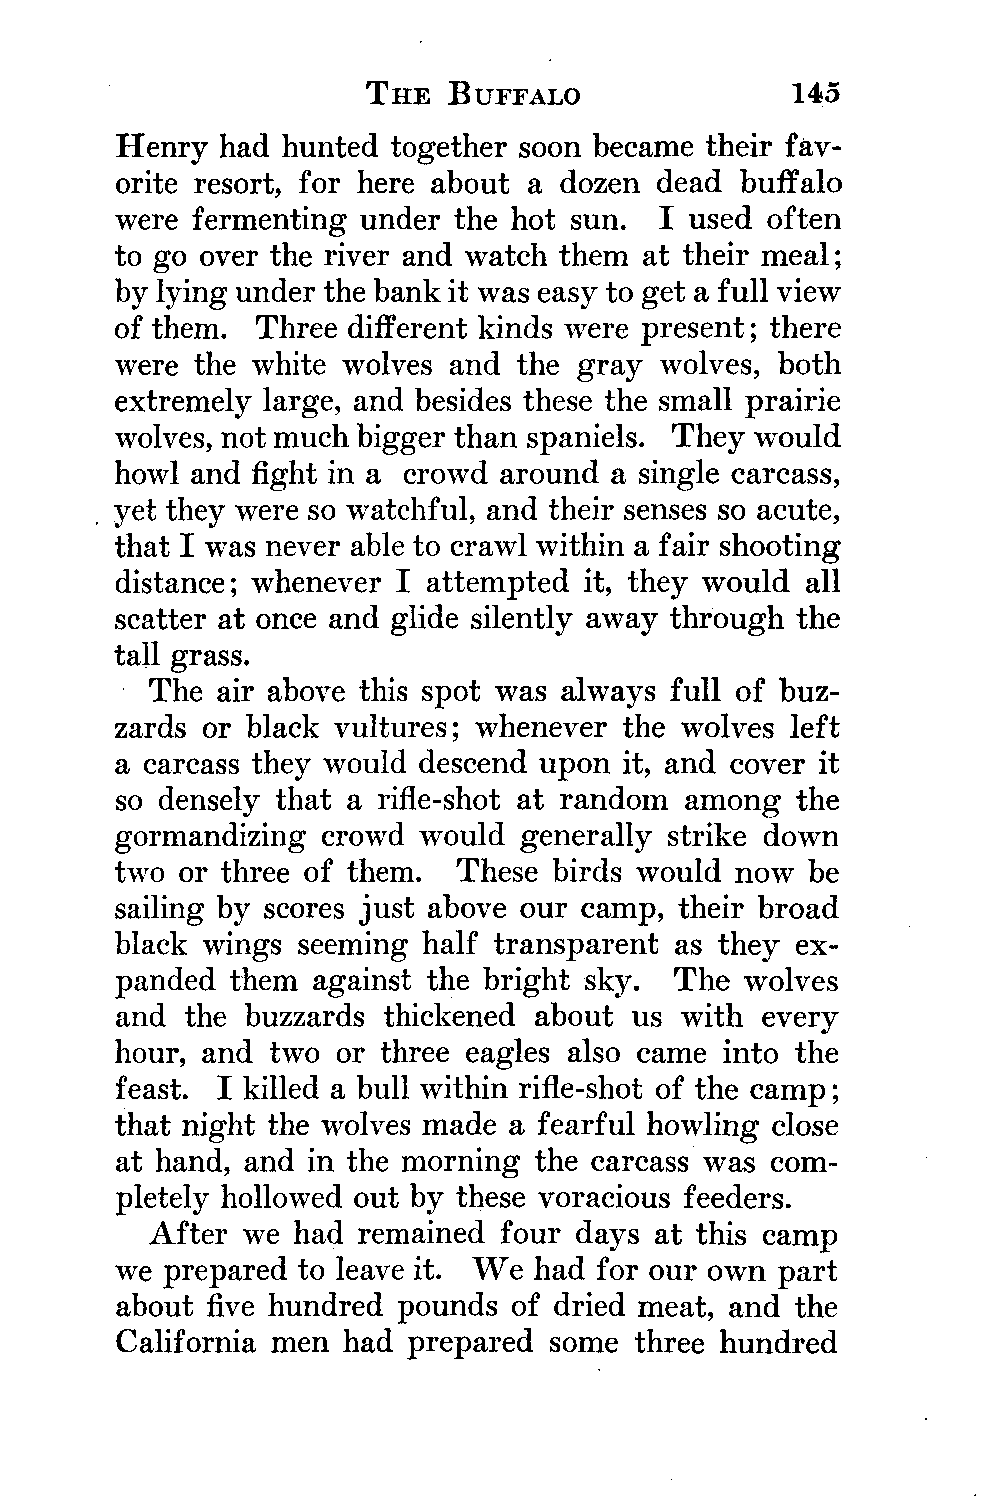 THE BUFFALO 145
Henry had hunted together soon became their fav-
orite resort, for here about a dozen dead buffalo
were fermenting under the hot sun. I used often
to go over the river and watch them at their meal;
by lying under the bank it was easy to get a full view
of them. Three different kinds were present; there
were the white wolves and the gray wolves, both
extremely large, and besides these the small prairie
wolves, not much bigger than spaniels. They would
howl and fight in a crowd around a single carcass,
yet they were so watchful, and their senses so acute,
that I was never able to crawl within a fair shooting
distance; whenever I attempted it, they would all
scatter at once and glide silently away through the
tall grass.
The air above this spot was always full of buz-
zards or black vultures; whenever the wolves left
a carcass they would descend upon it, and cover it
so densely that a rifle-shot at random among the
gormandizing crowd would generally strike down
two or three of them. These birds would now be
sailing by scores just above our camp, their broad
black wings seeming half transparent as they ex-
panded them against the bright sky. The wolves
and the buzzards thickened about us with every
hour, and two or three eagles also came into the
feast. I killed a bull within rifle-shot of the camp;
that night the wolves made a fearful howling close
at hand, and in the morning the carcass was com-
pletely hollowed out by these voracious feeders.
After we had remained four days at this camp
we prepared to leave it. We had for our own part
about five hundred pounds of dried meat, and the
California men had prepared some three hundred